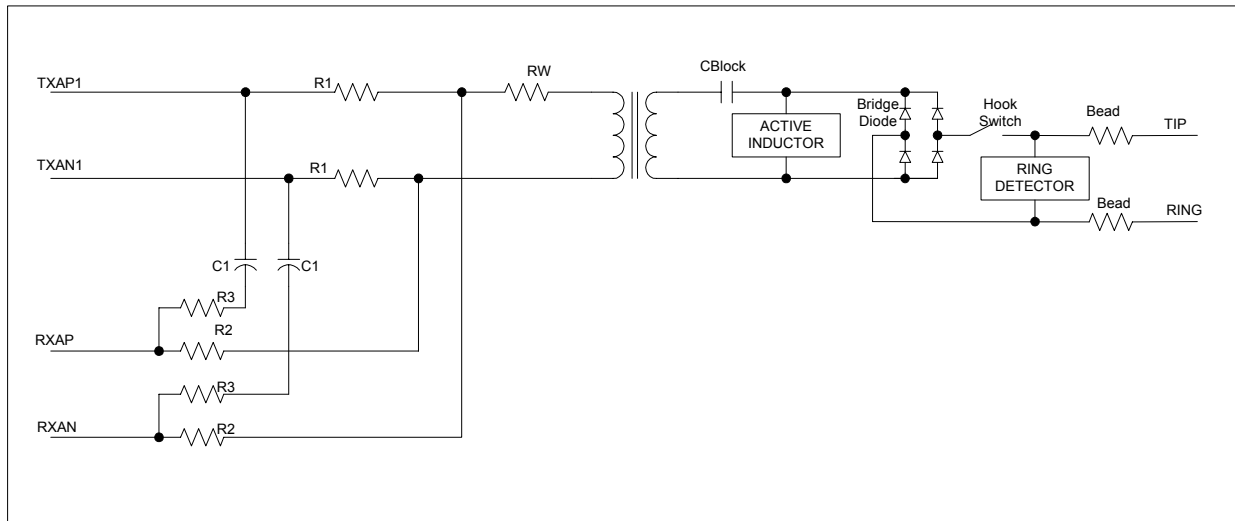 TXAP1
R1
RW
CBlock
TXAN1
R1
ACTIVE
INDUCTOR
Bridge
Diode
Hook
Switch
Bead
TIP
RING
DETECTOR
Bead
RING
C1
C1
R3
R2
RXAP
R3
R2
RXAN